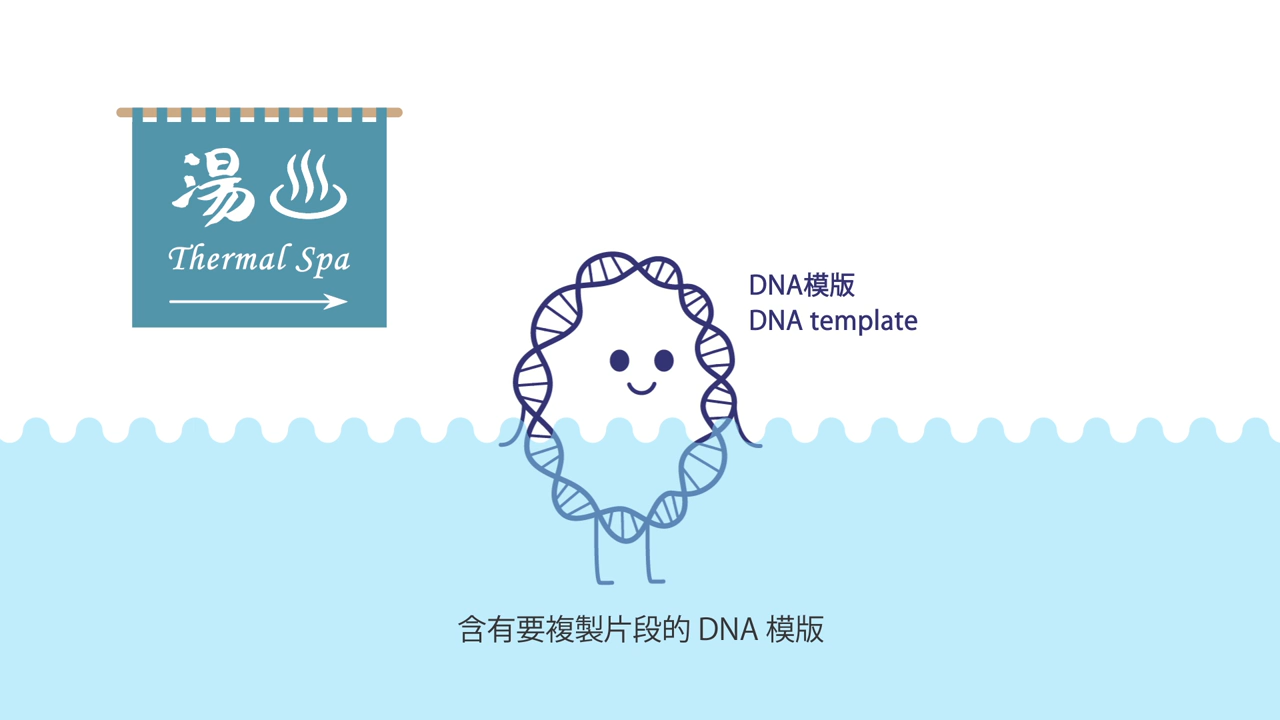 湯
Thermal Spa
DNA模版
DNA template
含有要複製片段的 DNA 模版